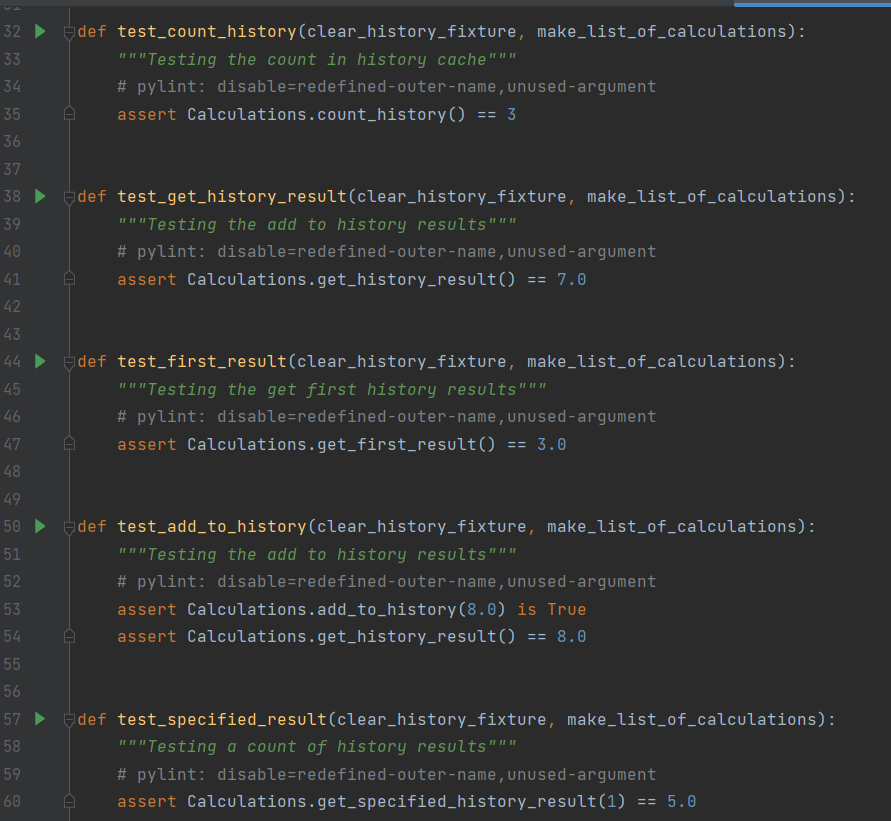 31
32 def test_count_history(clear_history_fixture, make_list_of_calculations):
33 """Testing the count in history cache"""
34 # pylint: disable=redefined-outer-name,unused-argument
35 assert Calculations.count_history() == 3
36
37
38 def test_get_history_result(clear_history_fixture, make_list_of_calculations):
39 """Testing the add to history results"""
40 # pylint: disable=redefined-outer-name,unused-argument
41 assert Calculations.get_history_result() == 7.0
42
43
44 def test_first_result(clear_history_fixture, make_list_of_calculations):
45 """Testing the get first history results"""
46 # pylint: disable=redefined-outer-name,unused-argument
47 assert Calculations.get_first_result() == 3.0
48
49
50 def test_add_to_history(clear_history_fixture, make_list_of_calculations):
51 """Testing the add to history results"""
52 # pylint: disable=redefined-outer-name,unused-argument
53 assert Calculations.add_to_history(8.0) is True
54 assert Calculations.get_history_result() == 8.0
55
56
57 def test_specified_result(clear_history_fixture, make_list_of_calculations):
58 """Testing a count of history results"""
59 # pylint: disable=redefined-outer-name,unused-argument
60 assert Calculations.get_specified_history_result(1) == 5.0